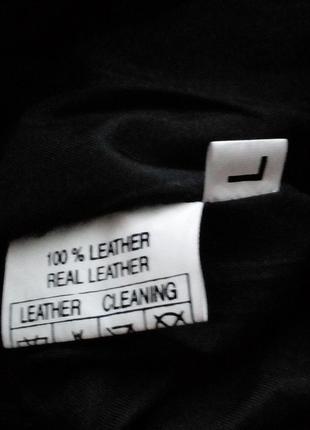 L
100 % LEATHER
REAL LEATHER
LEATHER CLEANING